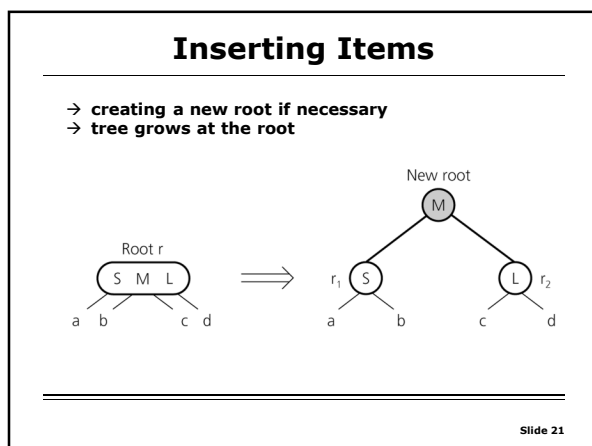 Inserting Items
→ creating a new root if necessary
→ tree grows at the root
New root
M
Root r
S M L
r₁ S
L r₂
a b c d
a b c d
Slide 21